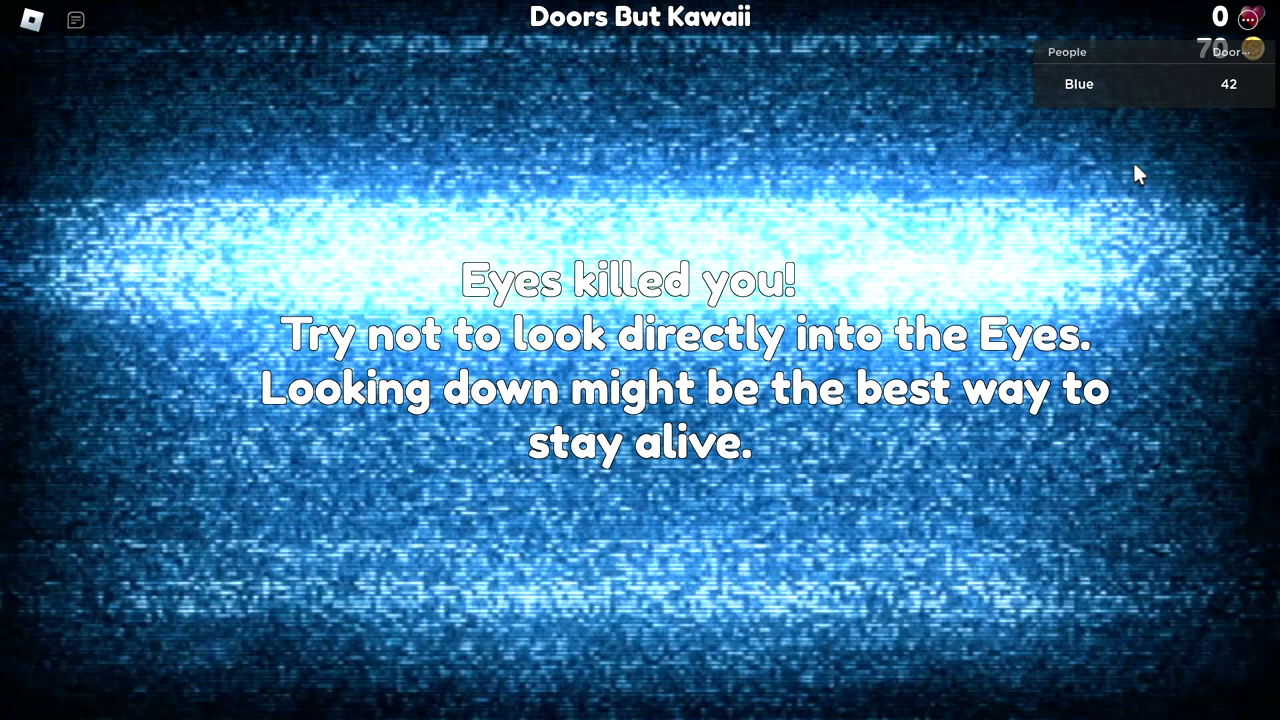 Doors But Kawaii
0
70
People Door...
Blue 42
Eyes killed you!
Try not to look directly into the Eyes.
Looking down might be the best way to
stay alive.